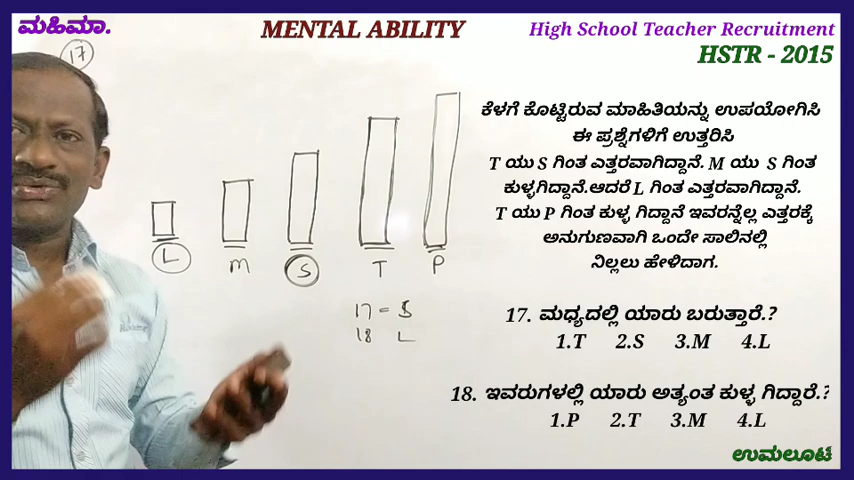 ಮಹಿಮಾ.
MENTAL ABILITY
High School Teacher Recruitment
HSTR - 2015
17
ಕೆಳಗೆ ಕೊಟ್ಟಿರುವ ಮಾಹಿತಿಯನ್ನು ಉಪಯೋಗಿಸಿ
ಈ ಪ್ರಶ್ನೆಗಳಿಗೆ ಉತ್ತರಿಸಿ
T ಯು S ಗಿಂತ ಎತ್ತರವಾಗಿದ್ದಾನೆ. M ಯು S ಗಿಂತ
ಕುಳ್ಳಗಿದ್ದಾನೆ.ಆದರೆ L ಗಿಂತ ಎತ್ತರವಾಗಿದ್ದಾನೆ.
T ಯು P ಗಿಂತ ಕುಳ್ಳ ಗಿದ್ದಾನೆ ಇವರನ್ನೆಲ್ಲ ಎತ್ತರಕ್ಕೆ
ಅನುಗುಣವಾಗಿ ಒಂದೇ ಸಾಲಿನಲ್ಲಿ
ನಿಲ್ಲಲು ಹೇಳಿದಾಗ.
L M S T P
17 = S
18 L
17. ಮಧ್ಯದಲ್ಲಿ ಯಾರು ಬರುತ್ತಾರೆ.?
1.T 2.S 3.M 4.L
18. ಇವರುಗಳಲ್ಲಿ ಯಾರು ಅತ್ಯಂತ ಕುಳ್ಳ ಗಿದ್ದಾರೆ.?
1.P 2.T 3.M 4.L
ಉಮಲೂಟಿ